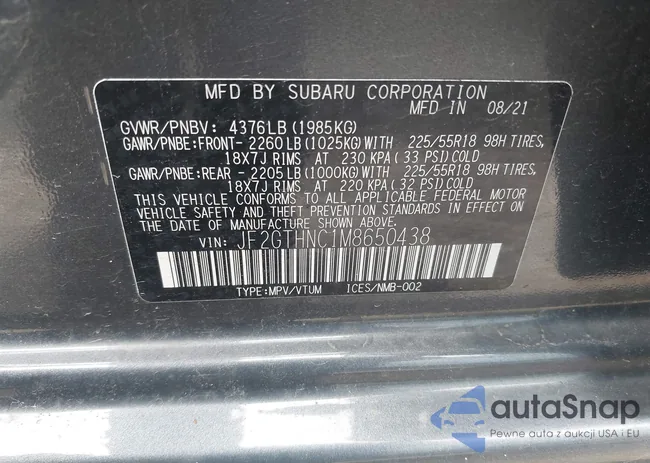 MFD BY SUBARU CORPORATION
MFD IN 08/21
GVWR/PNBV: 4376LB(1985KG)
GAWR/PNBE:FRONT- 2260LB(1025KG)WITH 225/55R18 98H TIRES,
18X7J RIMS AT 230 KPA(33 PSI)COLD
GAWR/PNBE:REAR - 2205LB(1000KG)WITH 225/55R18 98H TIRES,
18X7J RIMS AT 220 KPA(32 PSI)COLD
THIS VEHICLE CONFORMS TO ALL APPLICABLE FEDERAL MOTOR
VEHICLE SAFETY AND THEFT PREVENTION STANDARDS IN EFFECT ON
THE DATE OF MANUFACTURE SHOWN ABOVE.
VIN: JF2GTHNC1M8650438
TYPE:MPV/VTUM ICES/NMB-002
autaSnap
Pewne auta z aukcji USA i EU